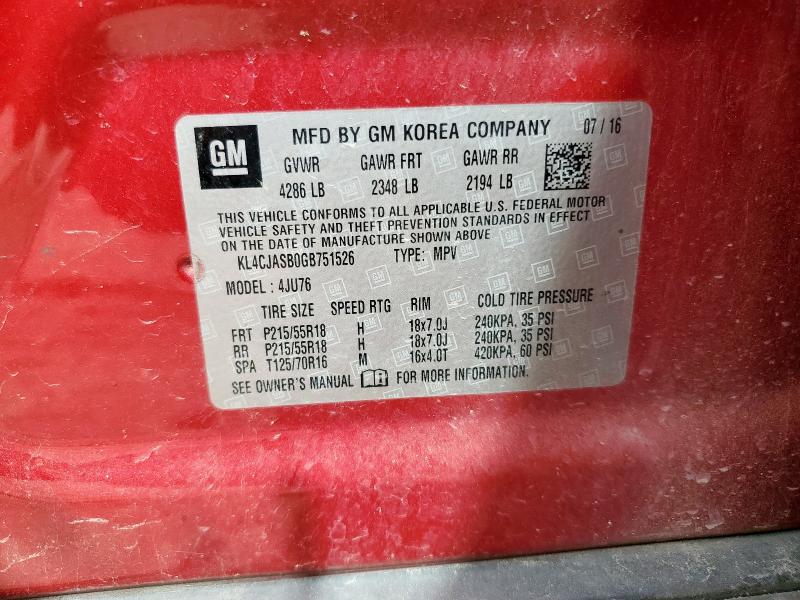 GM MFD BY GM KOREA COMPANY 07 / 16
GVWR GAWR FRT GAWR RR
4286 LB 2348 LB 2194 LB
THIS VEHICLE CONFORMS TO ALL APPLICABLE U.S. FEDERAL MOTOR
VEHICLE SAFETY AND THEFT PREVENTION STANDARDS IN EFFECT
ON THE DATE OF MANUFACTURE SHOWN ABOVE
KL4CJASB0GB751526 TYPE: MPV
MODEL : 4JU76
TIRE SIZE SPEED RTG RIM COLD TIRE PRESSURE
FRT P215/55R18 H 18x7.0J 240KPA, 35 PSI
RR P215/55R18 H 18x7.0J 240KPA, 35 PSI
SPA T125/70R16 M 16x4.0T 420KPA, 60 PSI
SEE OWNER'S MANUAL FOR MORE INFORMATION.